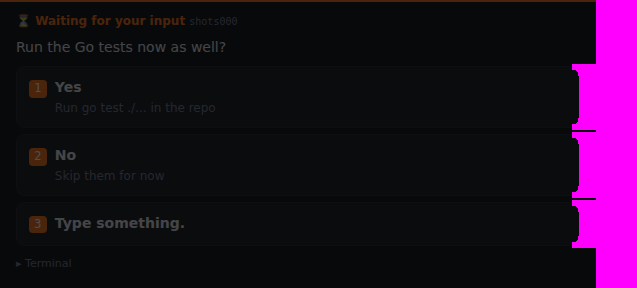 ⏳ Waiting for your input shots000
Run the Go tests now as well?
1 Yes
Run go test ./... in the repo
2 No
Skip them for now
3 Type something.
▸ Terminal